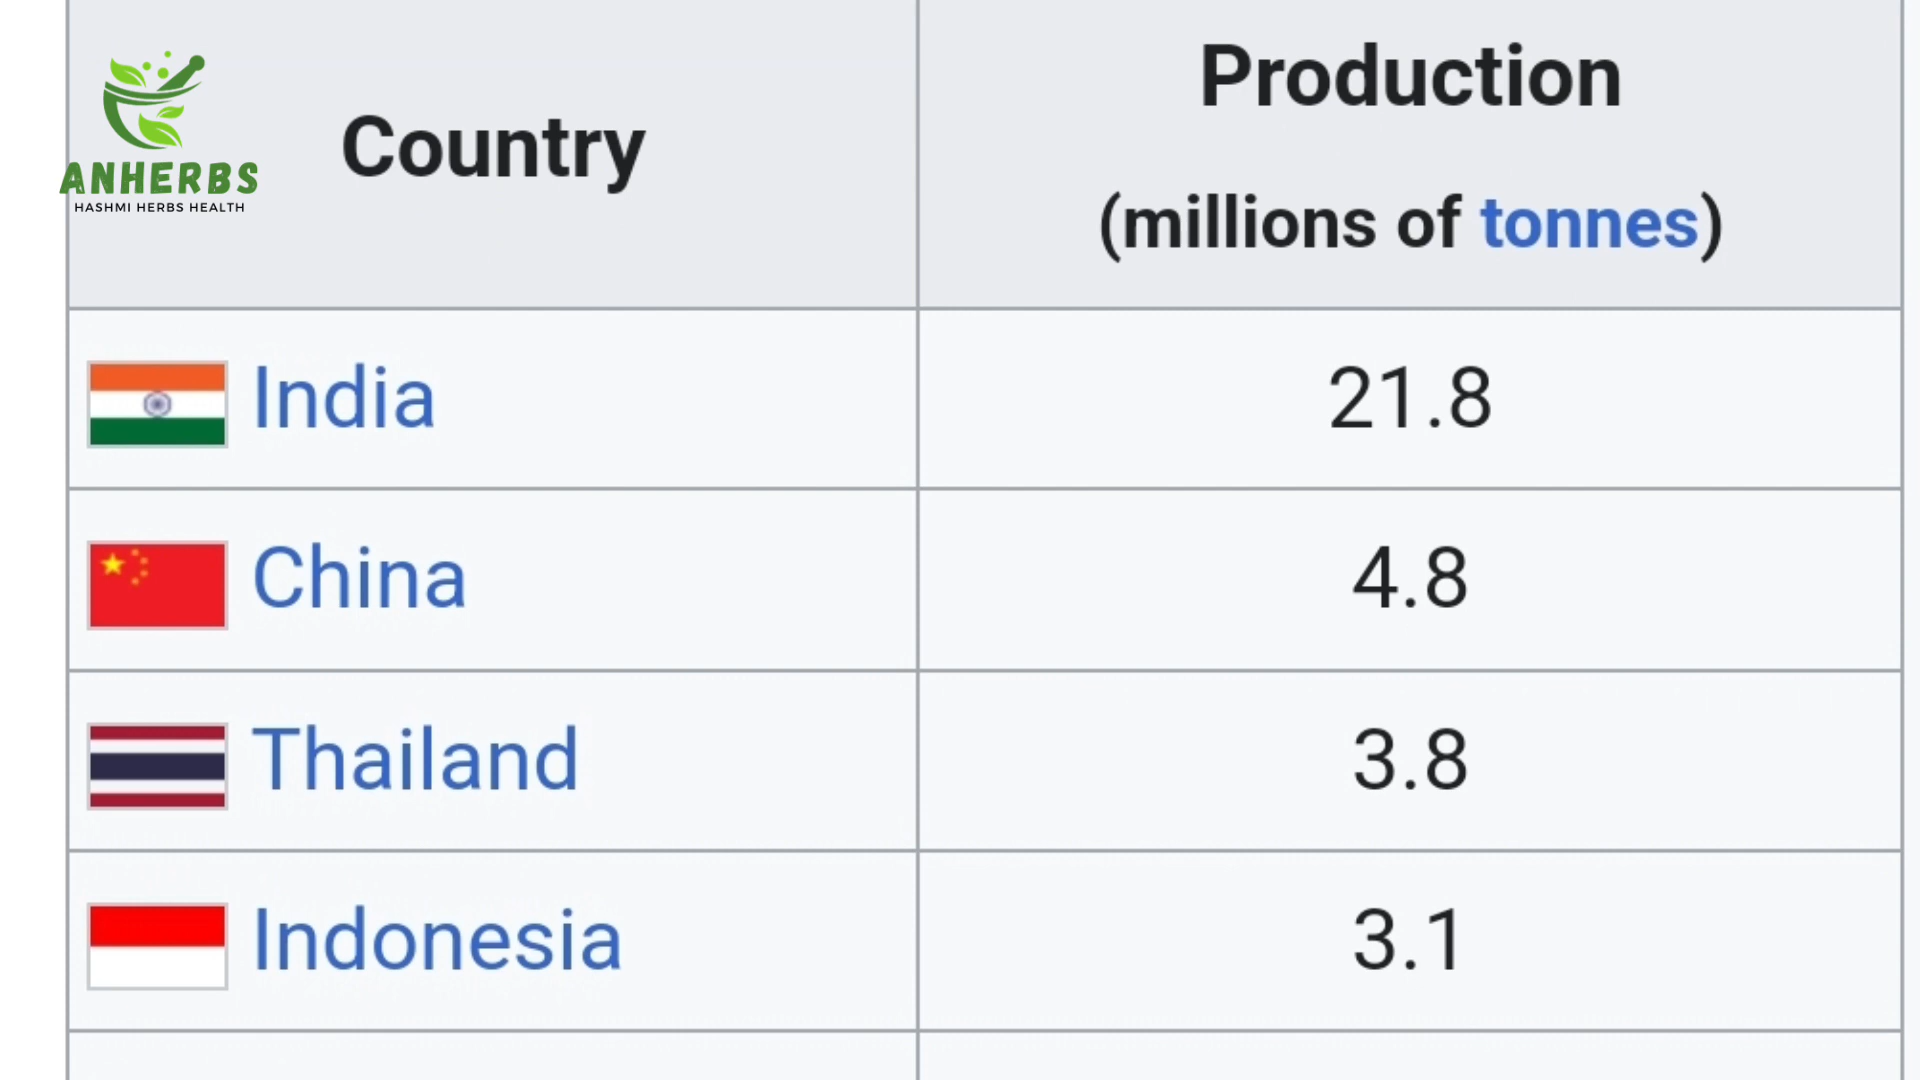 ANHERBS
HASHMI HERBS HEALTH
Country
Production
(millions of tonnes)
India
21.8
China
4.8
Thailand
3.8
Indonesia
3.1